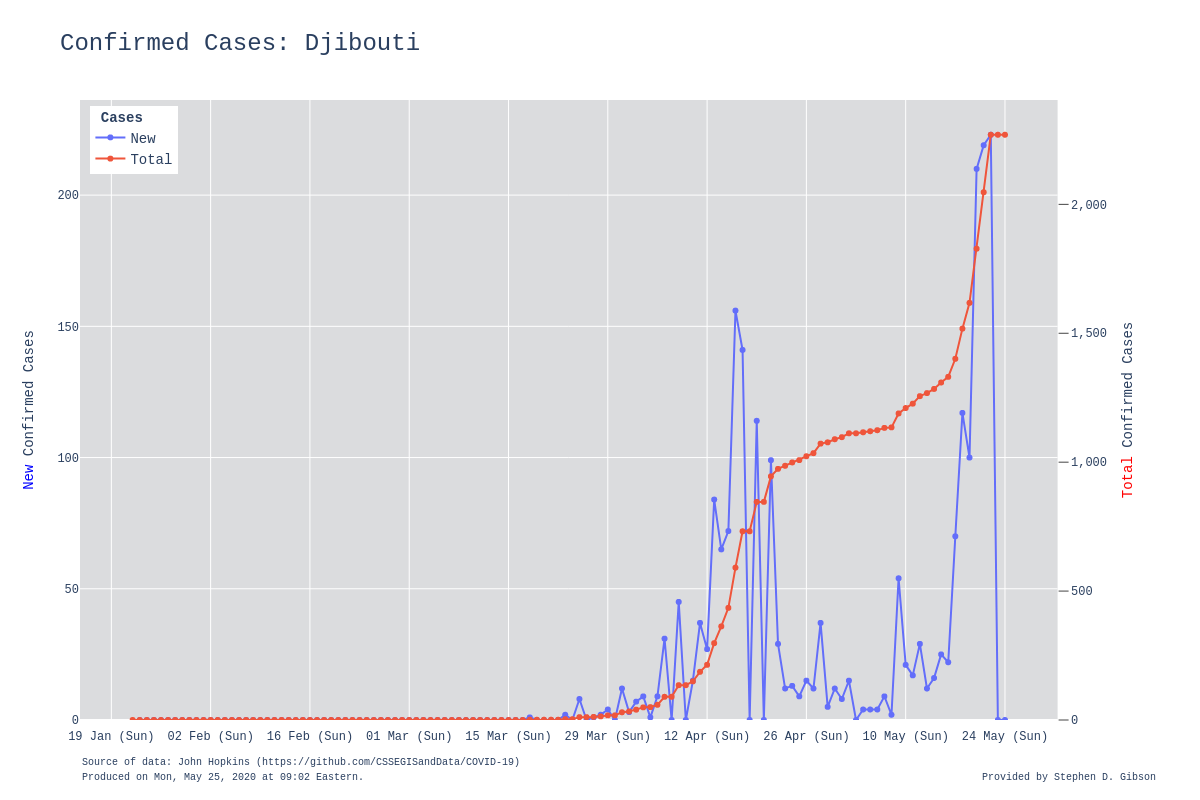 Confirmed Cases: Djibouti
Cases
New
Total
200
150
100
50
0
New Confirmed Cases
2,000
1,500
1,000
500
0
Total Confirmed Cases
19 Jan (Sun) 02 Feb (Sun) 16 Feb (Sun) 01 Mar (Sun) 15 Mar (Sun) 29 Mar (Sun) 12 Apr (Sun) 26 Apr (Sun) 10 May (Sun) 24 May (Sun)
Source of data: John Hopkins (https://github.com/CSSEGISandData/COVID-19)
Produced on Mon, May 25, 2020 at 09:02 Eastern.
Provided by Stephen D. Gibson